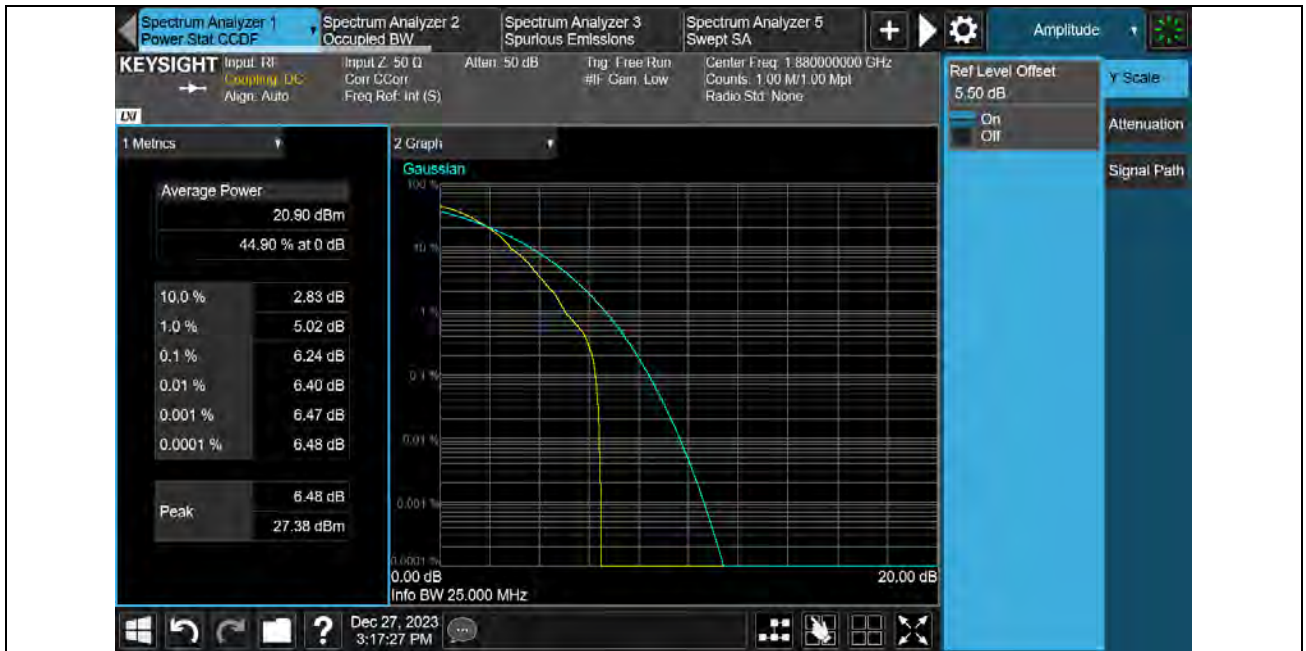 Spectrum Analyzer 1
Power Stat CCDF
Spectrum Analyzer 2
Occupied BW
Spectrum Analyzer 3
Spurious Emissions
Spectrum Analyzer 5
Swept SA
Amplitude
KEYSIGHT
Input: RF
Coupling: DC
Align: Auto
Input Z: 50 Ω
Corr CCorr
Freq Ref: Int (S)
Atten: 50 dB
Trig: Free Run
#IF Gain: Low
Center Freq: 1.880000000 GHz
Counts: 1.00 M/1.00 Mpt
Radio Std: None
LXI
Ref Level Offset
5.50 dB
On
Off
Y Scale
Attenuation
Signal Path
1 Metrics
Average Power
20.90 dBm
44.90 % at 0 dB
10.0 % 2.83 dB
1.0 % 5.02 dB
0.1 % 6.24 dB
0.01 % 6.40 dB
0.001 % 6.47 dB
0.0001 % 6.48 dB
Peak
6.48 dB
27.38 dBm
2 Graph
Gaussian
100 %
10 %
1 %
0.1 %
0.01 %
0.001 %
0.0001 %
0.00 dB
20.00 dB
Info BW 25.000 MHz
?
Dec 27, 2023
3:17:27 PM